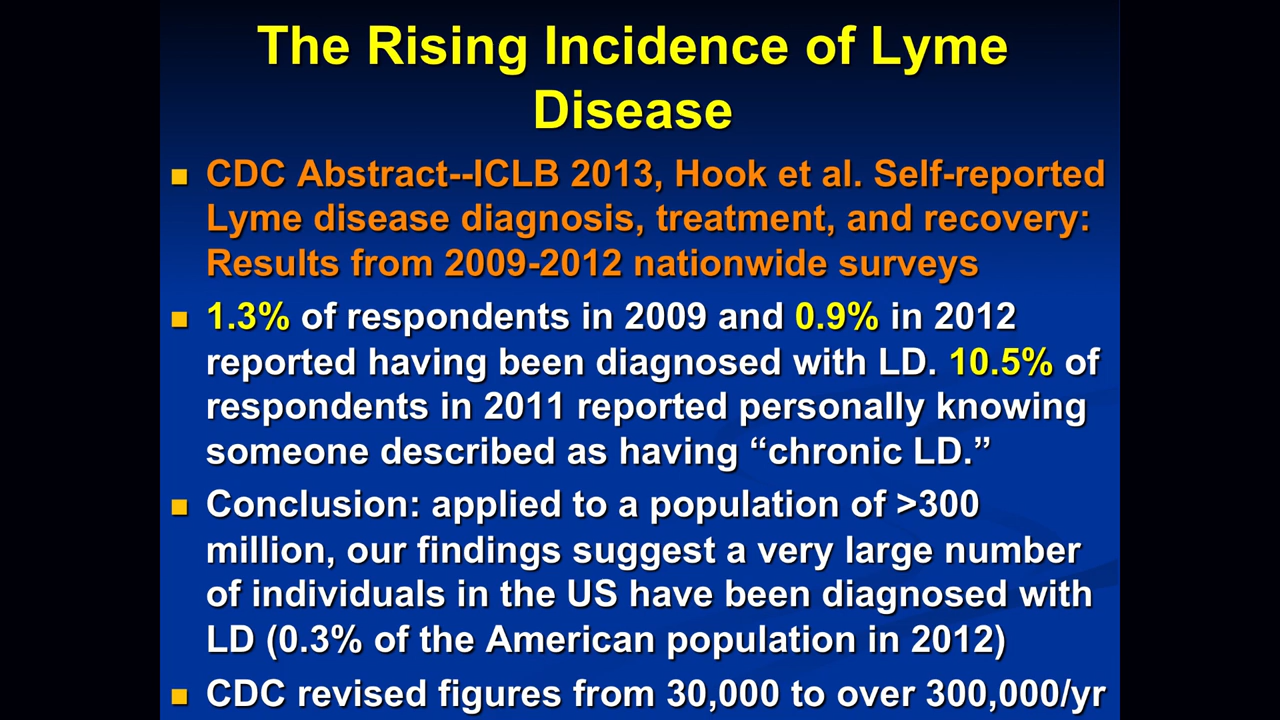 The Rising Incidence of Lyme
Disease
CDC Abstract--ICLB 2013, Hook et al. Self-reported
Lyme disease diagnosis, treatment, and recovery:
Results from 2009-2012 nationwide surveys
1.3% of respondents in 2009 and 0.9% in 2012
reported having been diagnosed with LD. 10.5% of
respondents in 2011 reported personally knowing
someone described as having “chronic LD.”
Conclusion: applied to a population of >300
million, our findings suggest a very large number
of individuals in the US have been diagnosed with
LD (0.3% of the American population in 2012)
CDC revised figures from 30,000 to over 300,000/yr